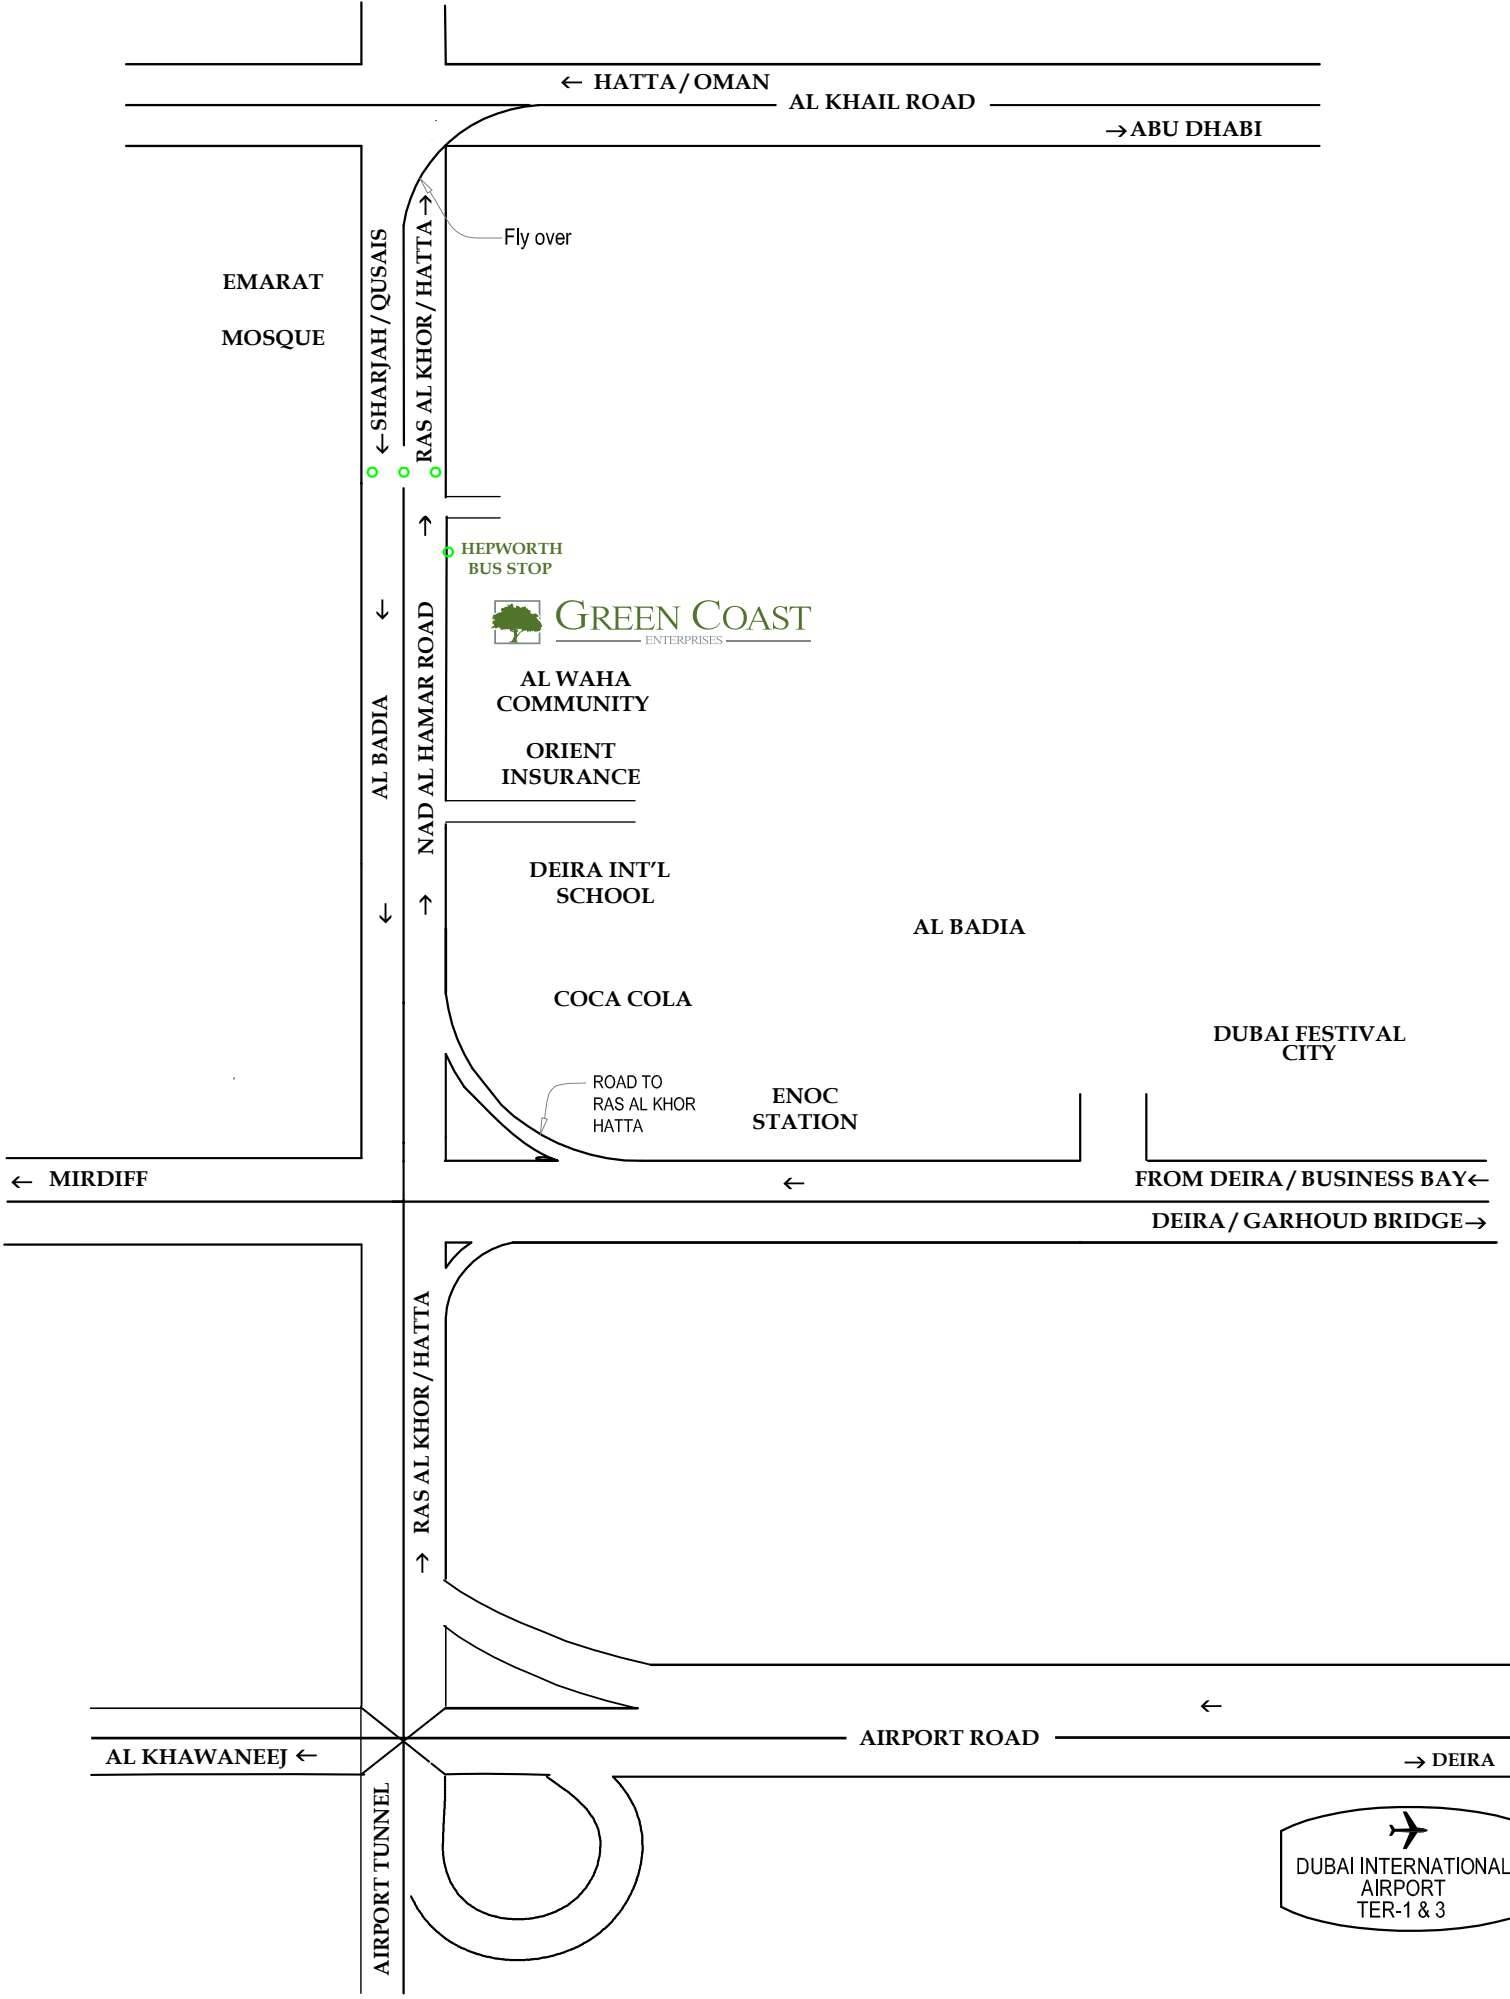 ← HATTA / OMAN
AL KHAIL ROAD
→ ABU DHABI
Fly over
← SHARJAH / QUSAIS
RAS AL KHOR / HATTA →
EMARAT
MOSQUE
HEPWORTH
BUS STOP
GREEN COAST
ENTERPRISES
AL WAHA
COMMUNITY
ORIENT
INSURANCE
AL BADIA
NAD AL HAMAR ROAD
DEIRA INT'L
SCHOOL
AL BADIA
COCA COLA
DUBAI FESTIVAL
CITY
ROAD TO
RAS AL KHOR
HATTA
ENOC
STATION
← MIRDIFF
FROM DEIRA / BUSINESS BAY ←
DEIRA / GARHOUD BRIDGE →
→ RAS AL KHOR / HATTA
AIRPORT ROAD
AL KHAWANEEJ ←
→ DEIRA
AIRPORT TUNNEL
DUBAI INTERNATIONAL
AIRPORT
TER-1 & 3